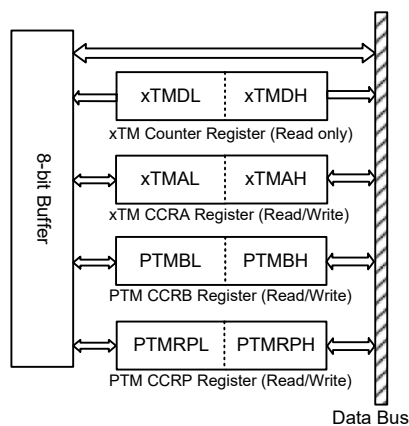 8-bit Buffer
xTMDL xTMDH
xTM Counter Register (Read only)
xTMAL xTMAH
xTM CCRA Register (Read/Write)
PTMBL PTMBH
PTM CCRB Register (Read/Write)
PTMRPL PTMRPH
PTM CCRP Register (Read/Write)
Data Bus